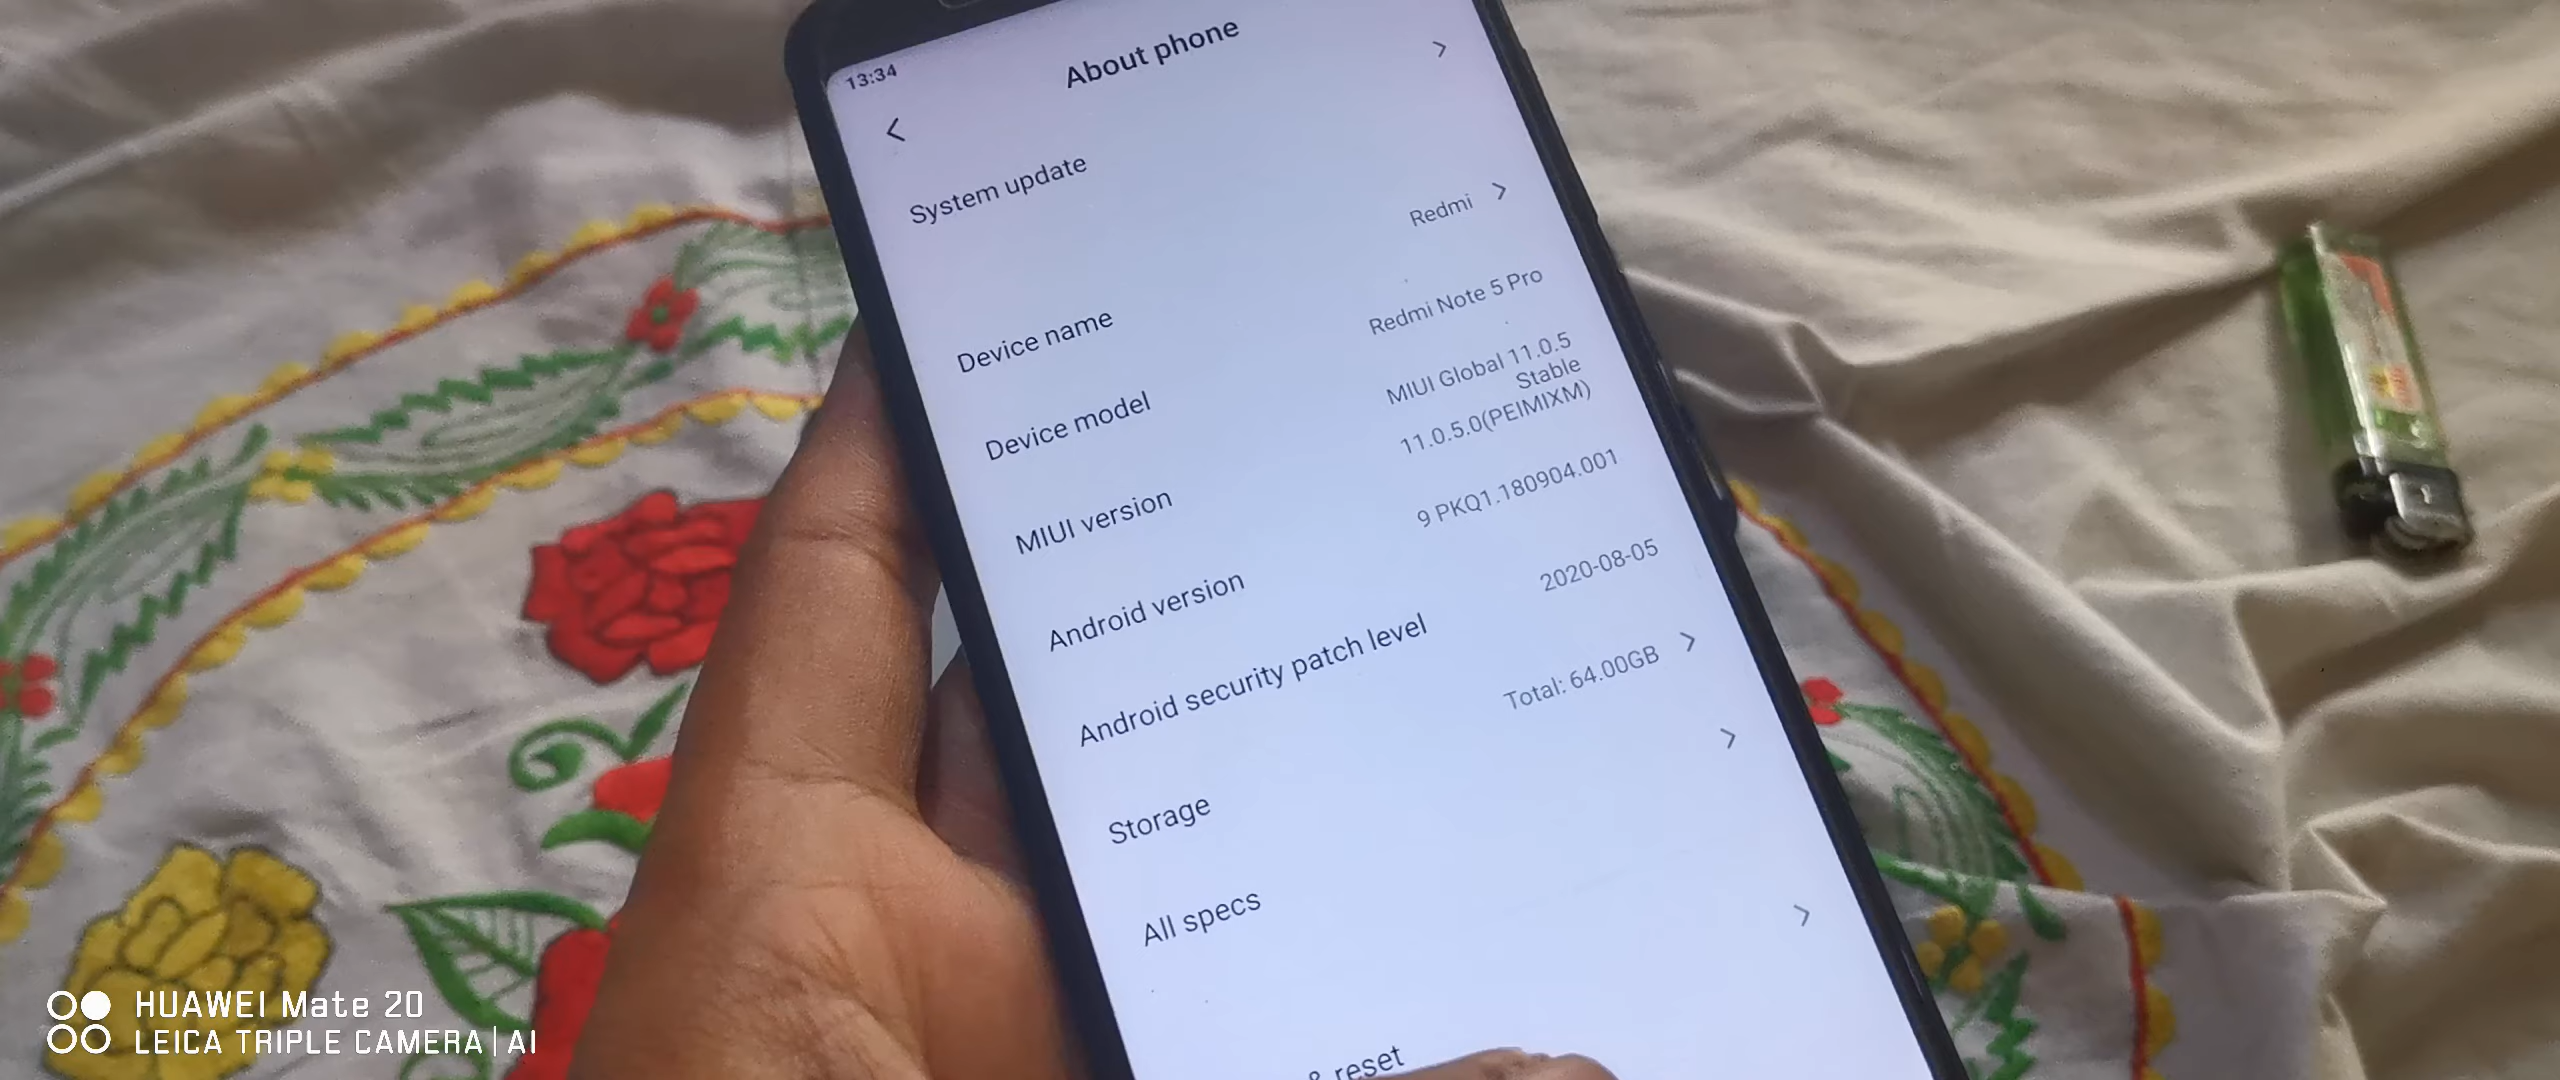 13:34
About phone
System update
Device name
Redmi
Device model
Redmi Note 5 Pro
MIUI version
MIUI Global 11.0.5
Stable
11.0.5.0(PEIMIXM)
Android version
9 PKQ1.180904.001
Android security patch level
2020-08-05
Storage
Total: 64.00GB
All specs
& reset
HUAWEI Mate 20
LEICA TRIPLE CAMERA | AI